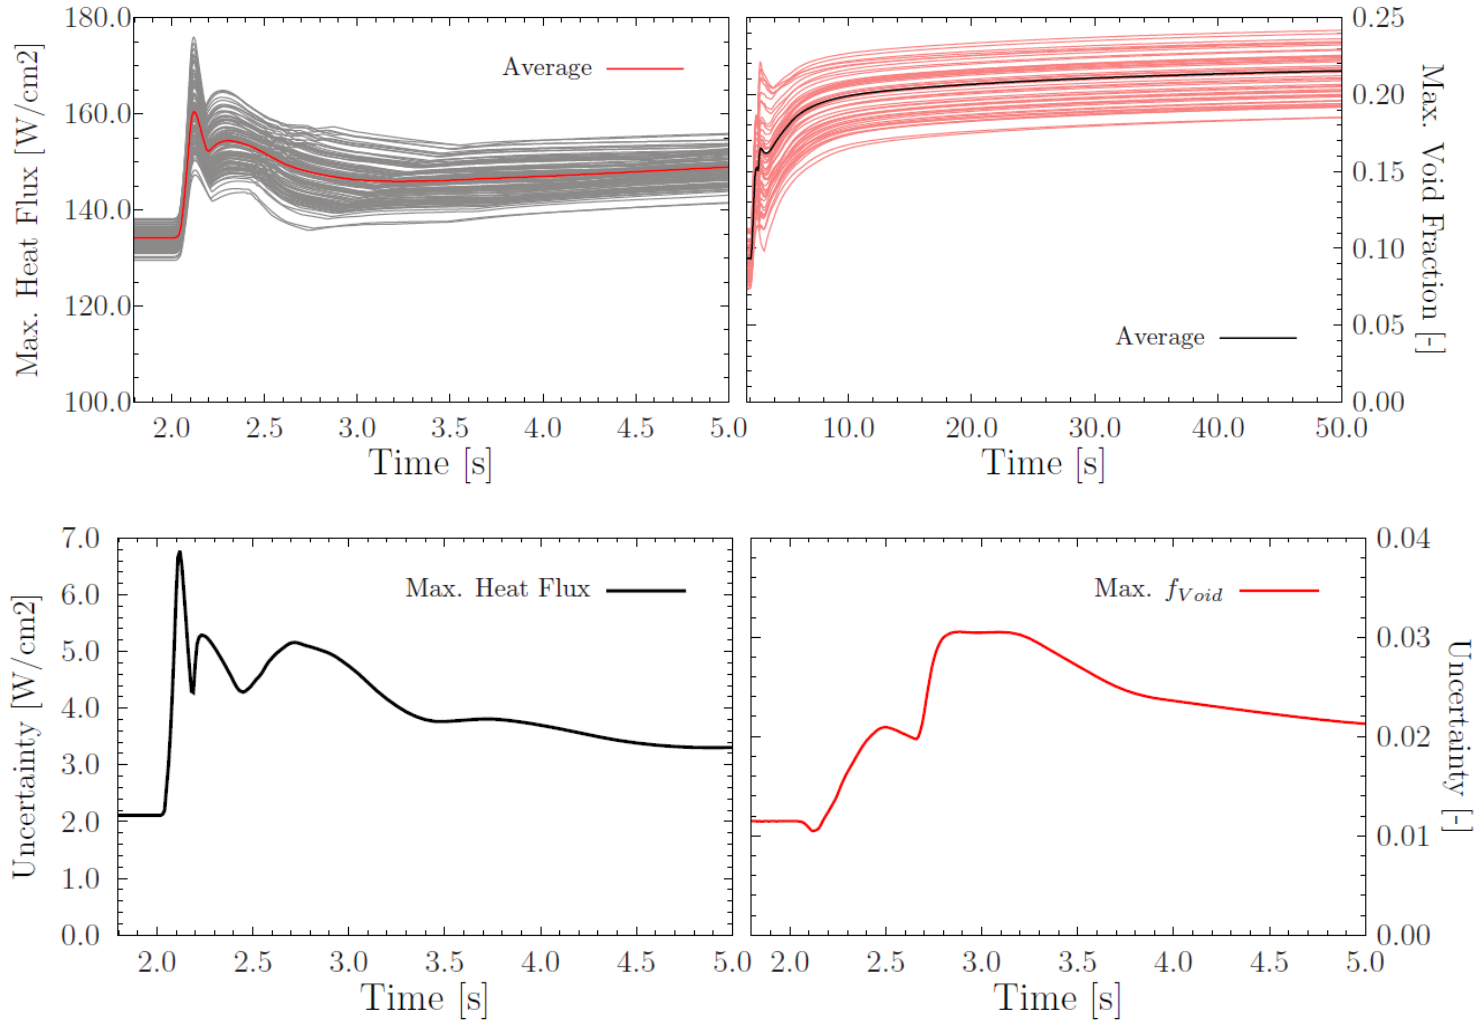 Max. Heat Flux [W/cm2]
180.0
160.0
140.0
120.0
100.0
Average
2.0 2.5 3.0 3.5 4.0 4.5 5.0
Time [s]
Average
0.25
0.20
0.15
0.10
0.05
0.00
Max. Void Fraction [-]
10.0 20.0 30.0 40.0 50.0
Time [s]
Uncertainty [W/cm2]
7.0
6.0
5.0
4.0
3.0
2.0
1.0
0.0
Max. Heat Flux
2.0 2.5 3.0 3.5 4.0 4.5 5.0
Time [s]
Max. fVoid
0.04
0.03
0.02
0.01
0.00
Uncertainty [-]
2.0 2.5 3.0 3.5 4.0 4.5 5.0
Time [s]